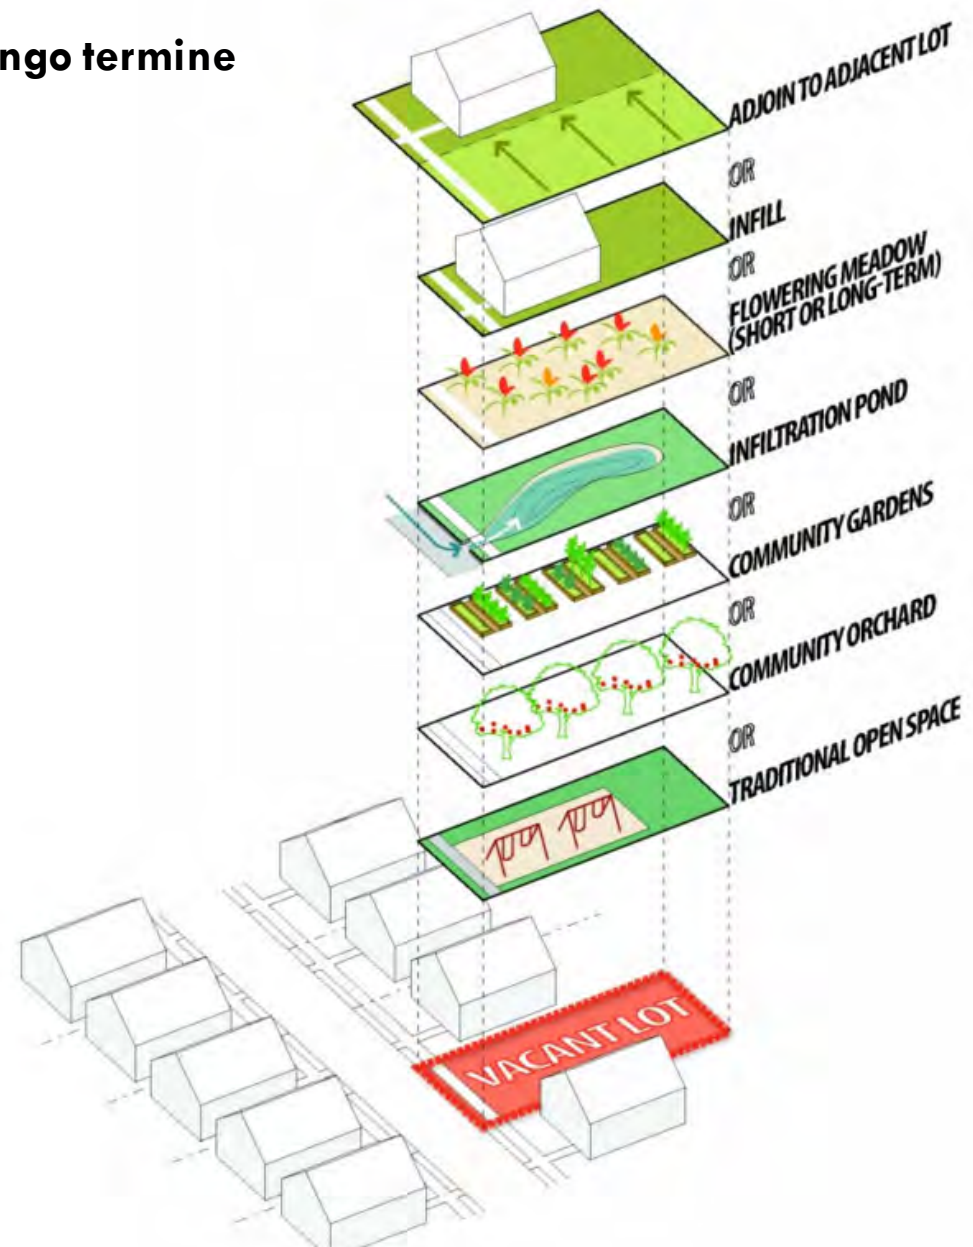 ngo termine
ADJOIN TO ADJACENT LOT
OR
INFILL
OR
FLOWERING MEADOW
(SHORT OR LONG-TERM)
OR
INFILTRATION POND
OR
COMMUNITY GARDENS
OR
COMMUNITY ORCHARD
OR
TRADITIONAL OPEN SPACE
VACANT LOT